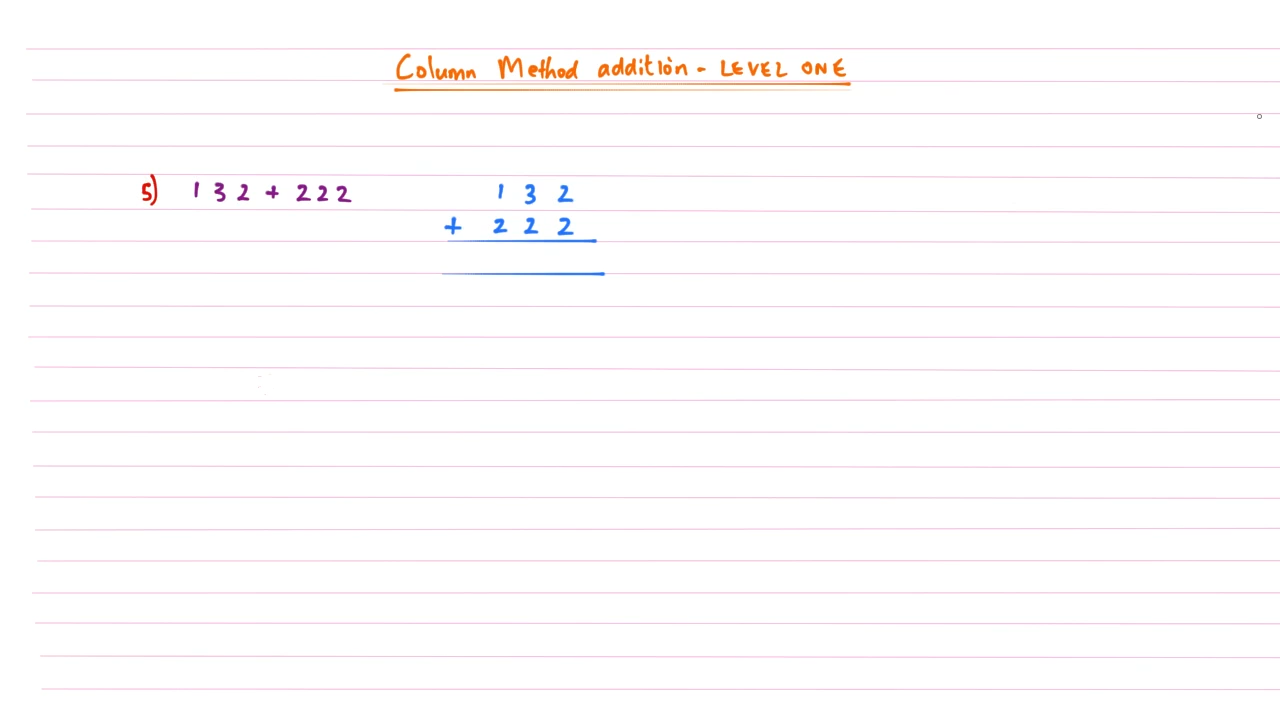 Column Method addition - LEVEL ONE
5) 132 + 222
132
+ 222